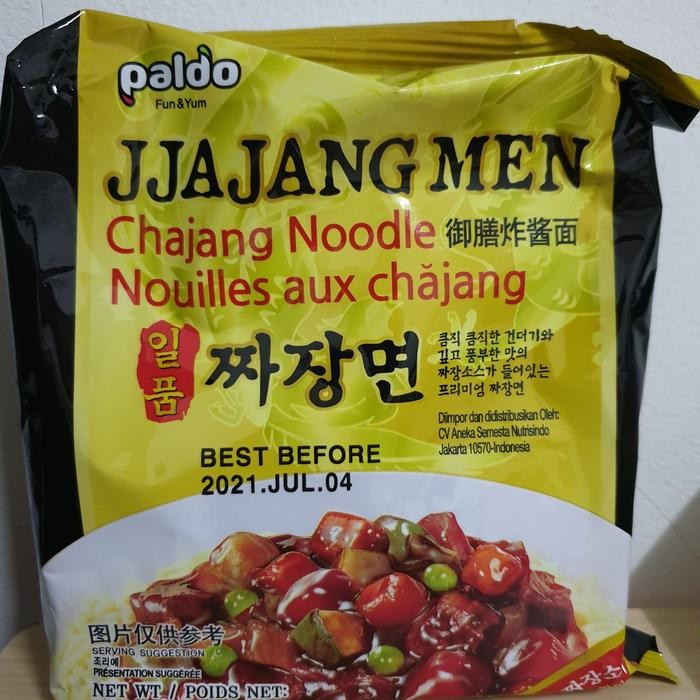 paldo
Fun & Yum
JJAJANG MEN
Chajang Noodle 御膳炸酱面
Nouilles aux chăjang
일품
짜장면
큼직 큼직한 건더기와
깊고 풍부한 맛의
짜장소스가 들어있는
프리미엄 짜장면
Diimpor dan didistribusikan Oleh:
CV Aneka Semesta Nutrisindo
Jakarta 10570-Indonesia
BEST BEFORE
2021.JUL.04
图片仅供参考
SERVING SUGGESTION
조리예
PRÉSENTATION SUGGÉRÉE
NET WT / POIDS NET: